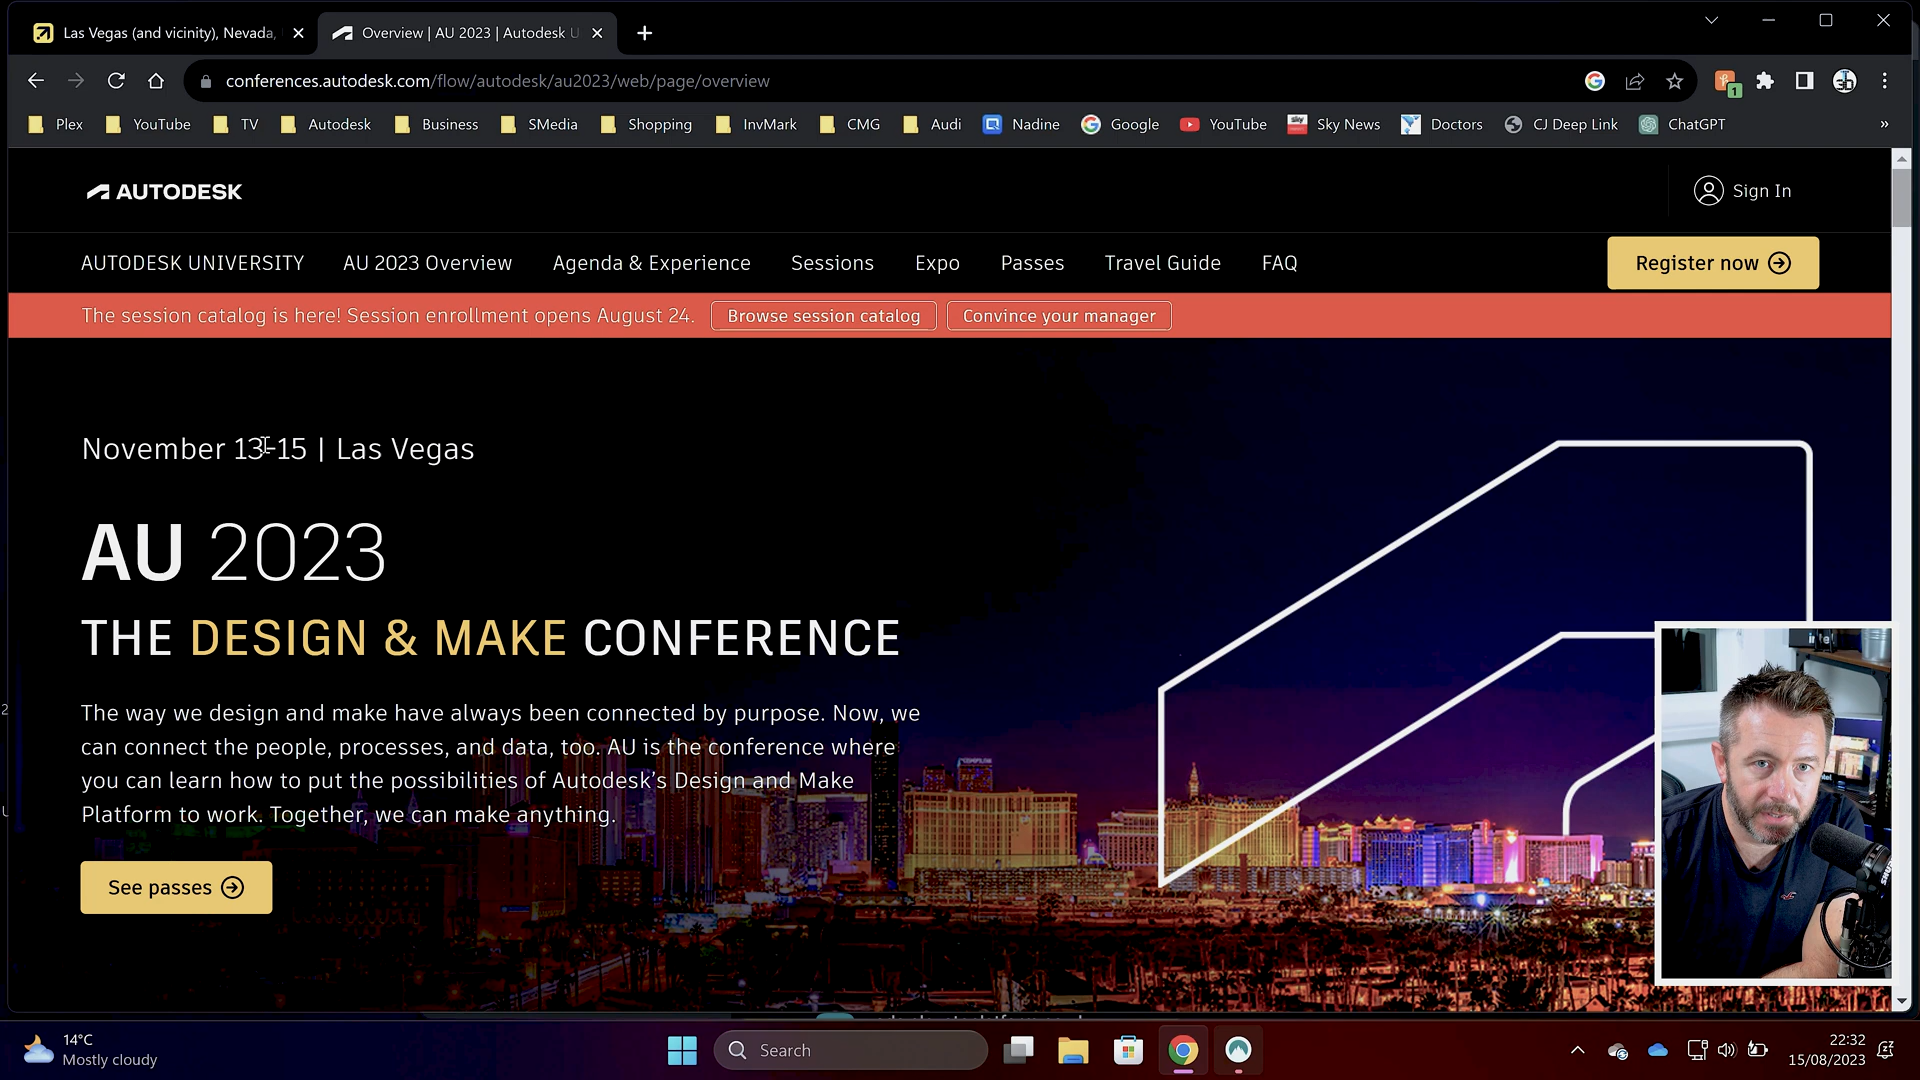 Las Vegas (and vicinity), Nevada,
Overview | AU 2023 | Autodesk U
conferences.autodesk.com/flow/autodesk/au2023/web/page/overview
1
Plex YouTube TV Autodesk Business SMedia Shopping InvMark CMG Audi Nadine Google YouTube Sky News Doctors CJ Deep Link ChatGPT »
AUTODESK
Sign In
AUTODESK UNIVERSITY AU 2023 Overview Agenda & Experience Sessions Expo Passes Travel Guide FAQ Register now
The session catalog is here! Session enrollment opens August 24. Browse session catalog Convince your manager
November 13-15 | Las Vegas
AU 2023
THE DESIGN & MAKE CONFERENCE
The way we design and make have always been connected by purpose. Now, we
can connect the people, processes, and data, too. AU is the conference where
you can learn how to put the possibilities of Autodesk’s Design and Make
Platform to work. Together, we can make anything.
See passes
14°C
Mostly cloudy
Search
22:32
15/08/2023